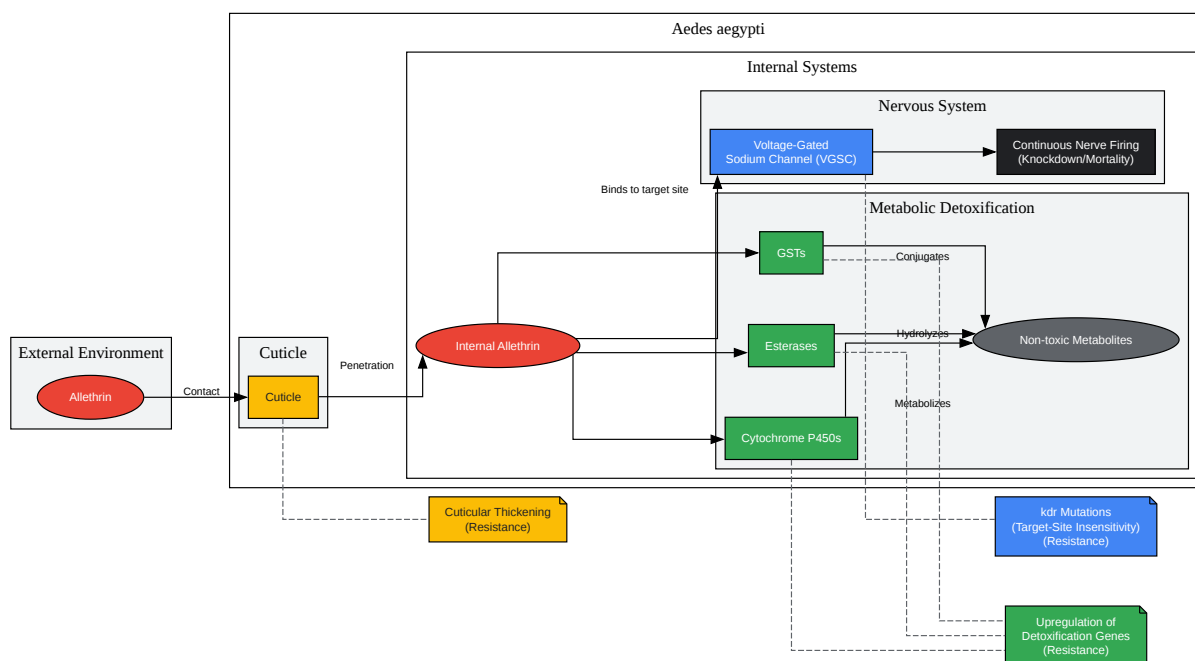 Aedes aegypti
Internal Systems
Nervous System
Voltage-Gated
Sodium Channel (VGSC)
Continuous Nerve Firing
(Knockdown/Mortality)
Binds to target site
Metabolic Detoxification
GSTs
Conjugates
External Environment
Allethrin
Contact
Cuticle
Cuticle
Penetration
Internal Allethrin
Esterases
Hydrolyzes
Non-toxic Metabolites
Metabolizes
Cytochrome P450s
Cuticular Thickening
(Resistance)
kdr Mutations
(Target-Site Insensitivity)
(Resistance)
Upregulation of
Detoxification Genes
(Resistance)